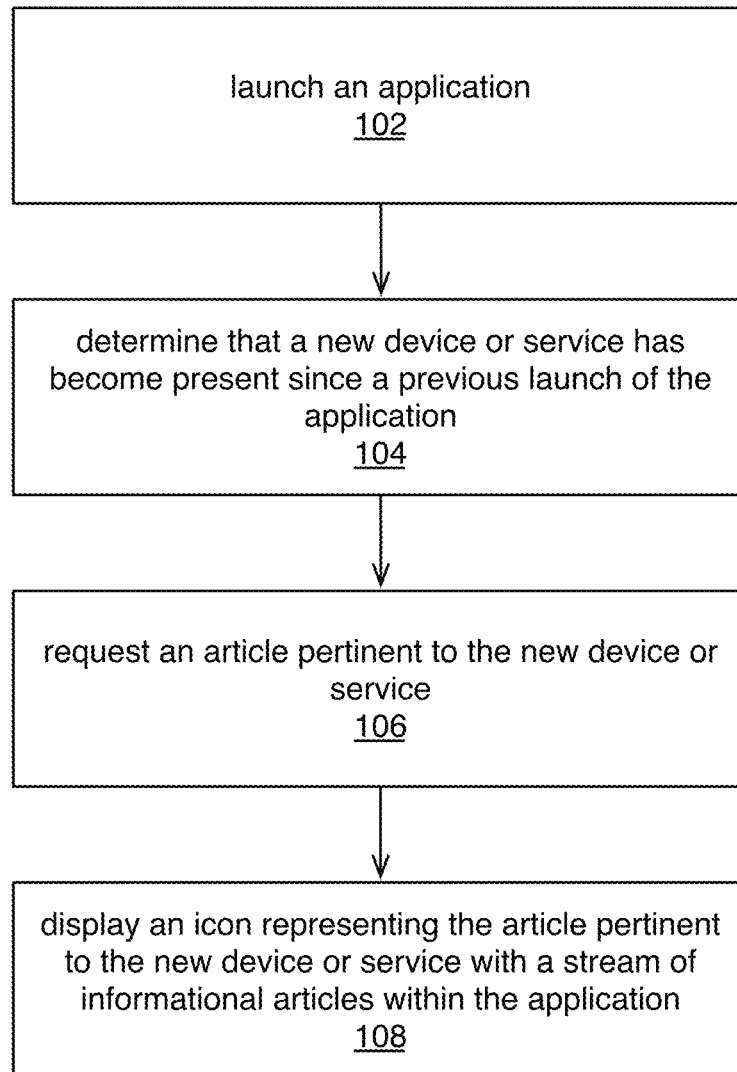 launch an application
102
determine that a new device or service has
become present since a previous launch of the
application
104
request an article pertinent to the new device or
service
106
display an icon representing the article pertinent
to the new device or service with a stream of
informational articles within the application
108